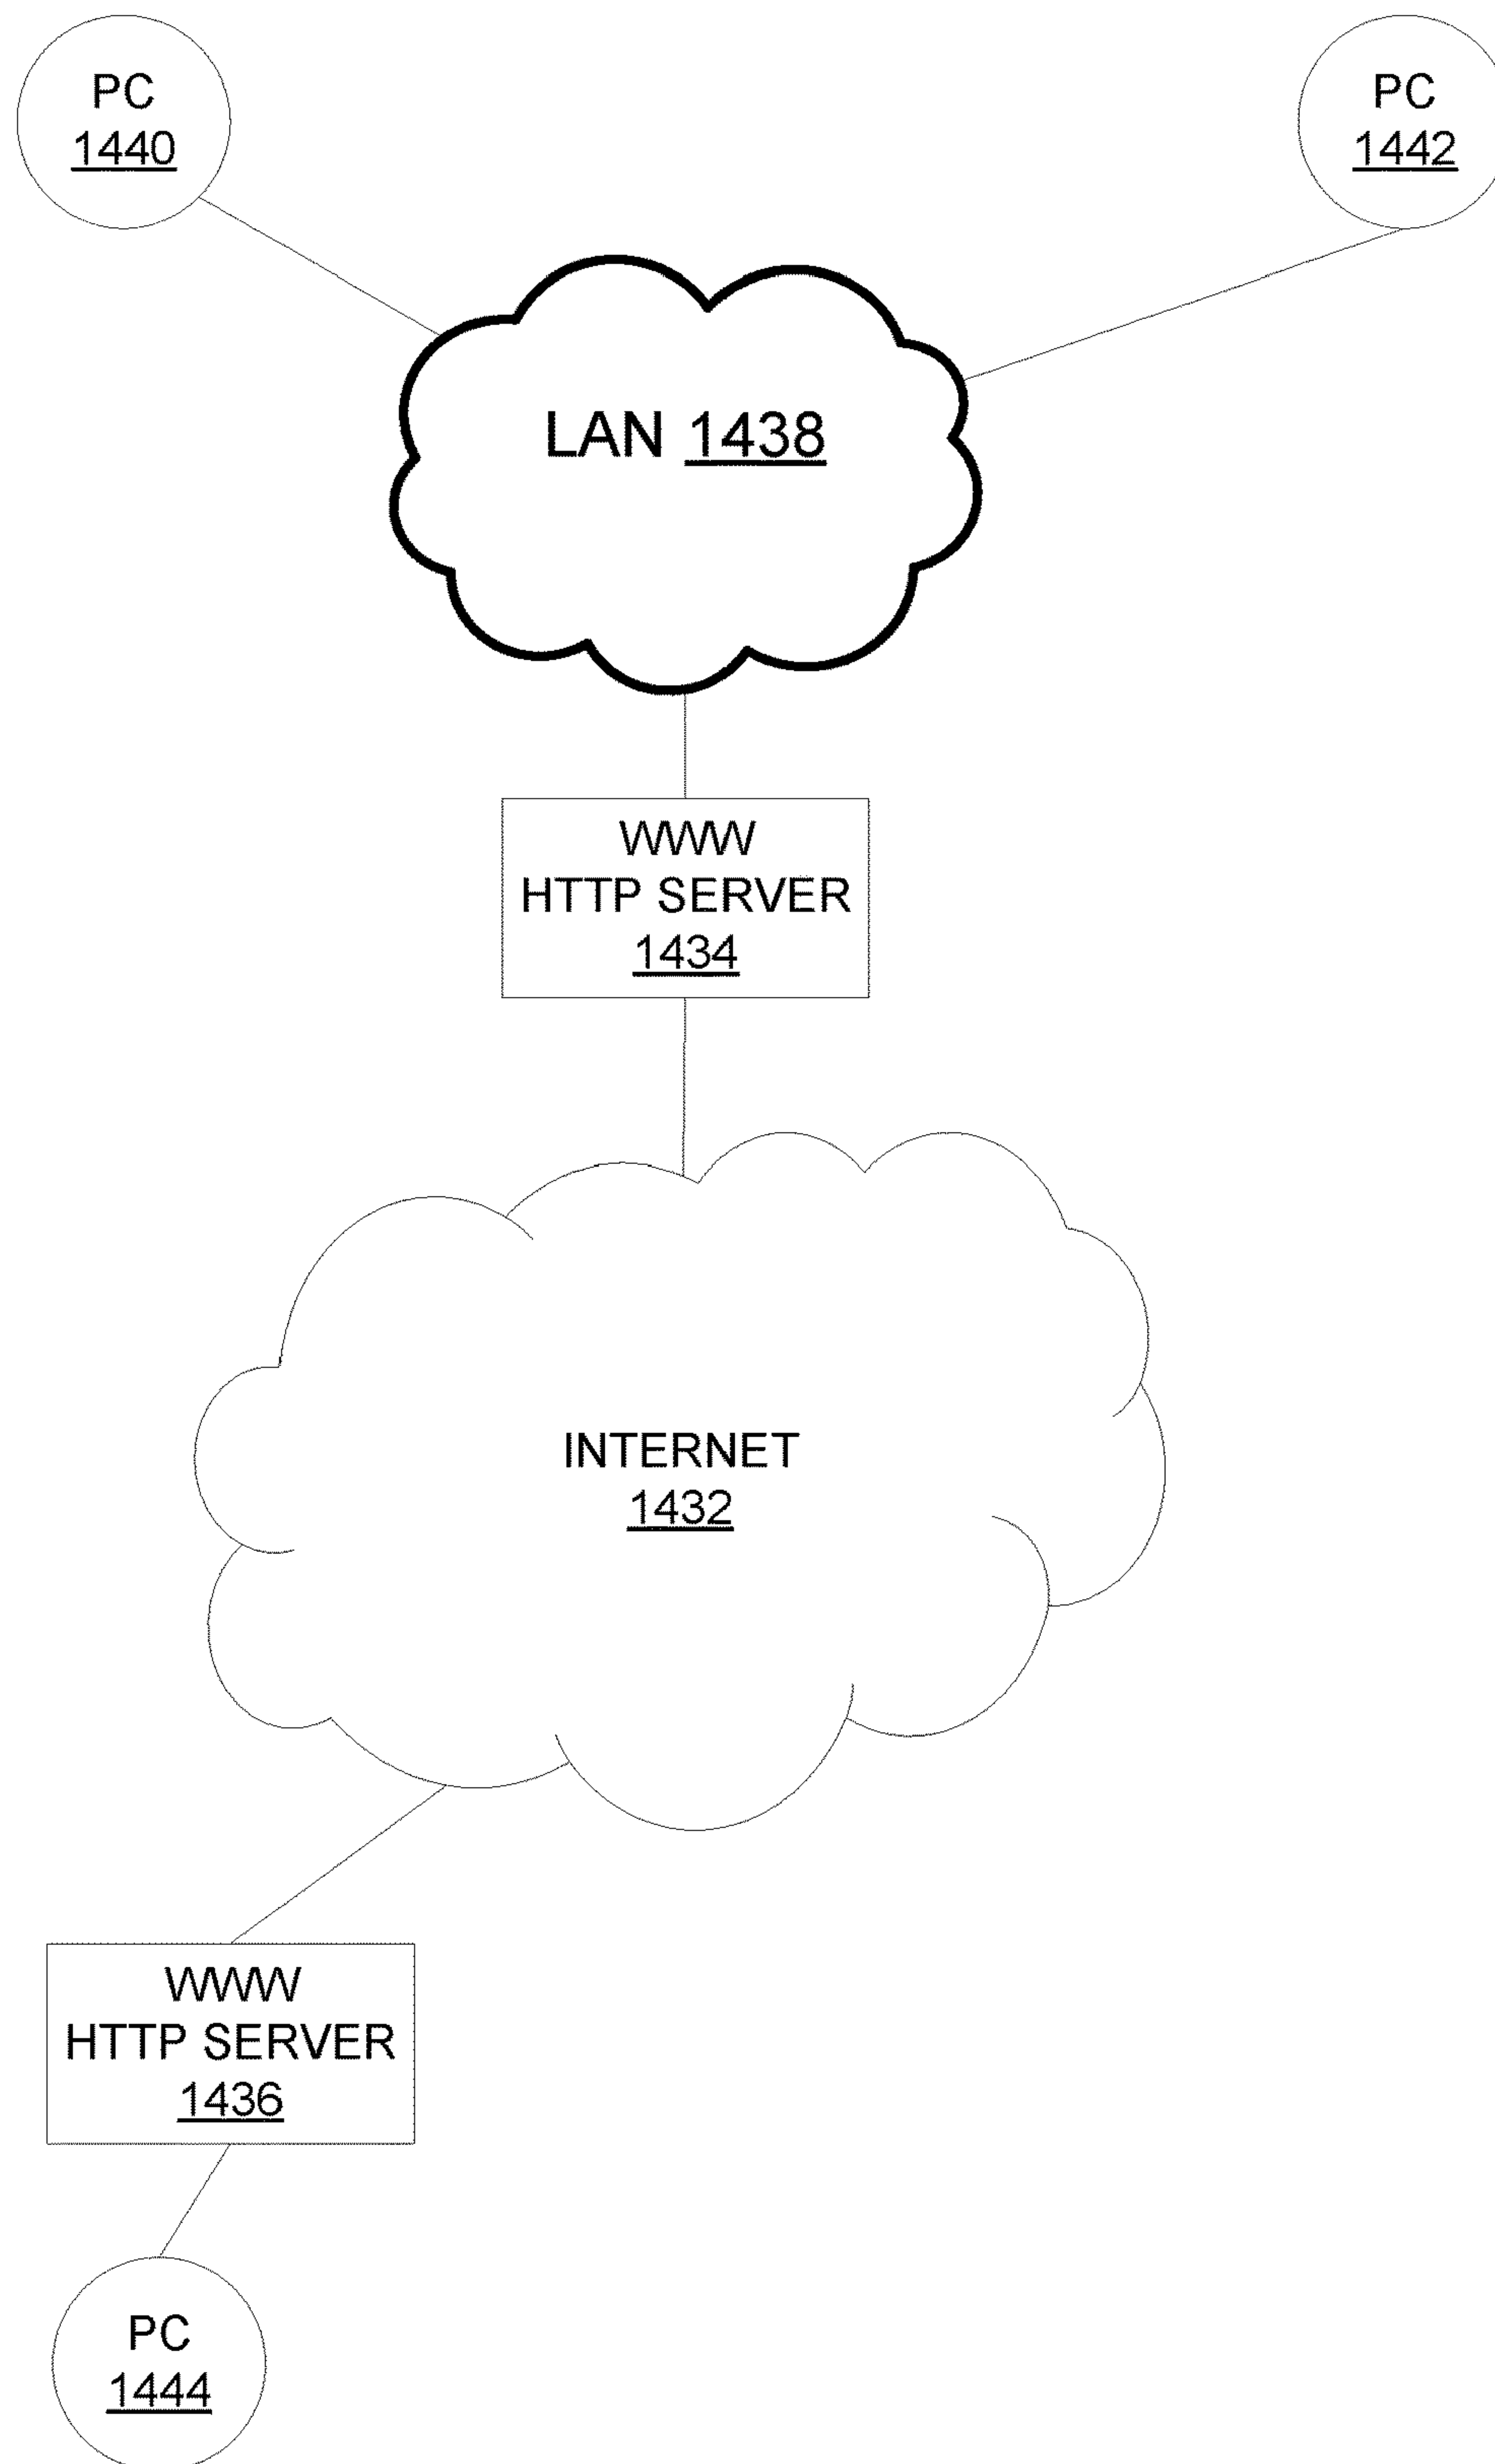 PC
1440
PC
1442
LAN 1438
WWW
HTTP SERVER
1434
INTERNET
1432
WWW
HTTP SERVER
1436
PC
1444